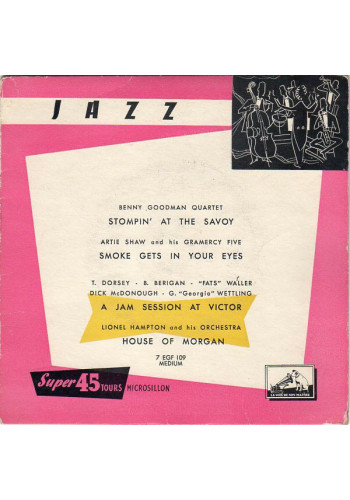 JAZZ
BENNY GOODMAN QUARTET
STOMPIN' AT THE SAVOY
ARTIE SHAW and his GRAMERCY FIVE
SMOKE GETS IN YOUR EYES
T. DORSEY - B. BERIGAN - "FATS" WALLER
DICK McDONOUGH - G. "Georgie" WETTLING
A JAM SESSION AT VICTOR
LIONEL HAMPTON and his ORCHESTRA
HOUSE OF MORGAN
7 EGF 109
MEDIUM
Super 45 TOURS MICROSILLON
LA VOIX DE SON MAITRE